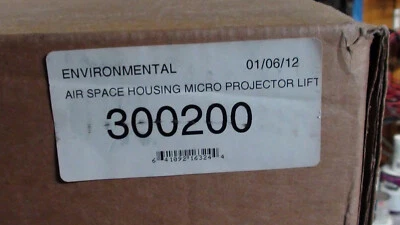 ENVIRONMENTAL 01/06/12
AIR SPACE HOUSING MICRO PROJECTOR LIFT
300200